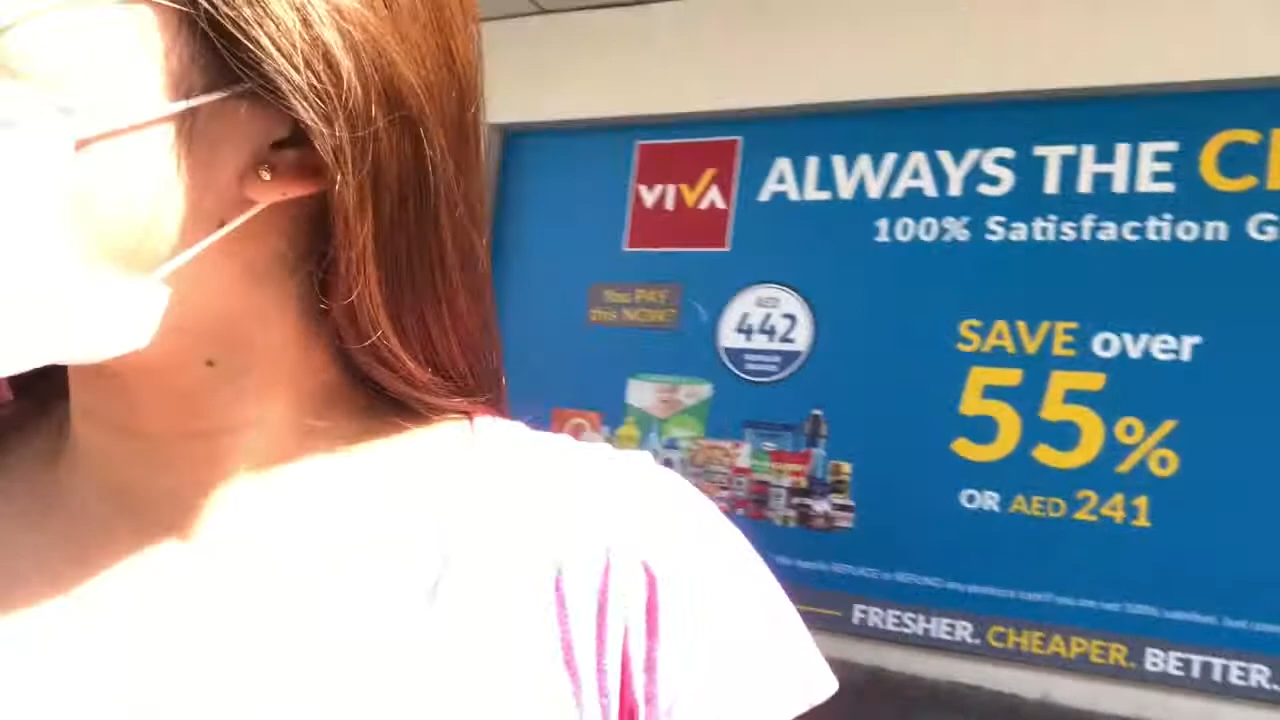 VIVA
ALWAYS THE
100% Satisfaction G
You PAY
this NOW!
AED
442
SAVE over
55%
OR AED 241
FRESHER. CHEAPER. BETTER.